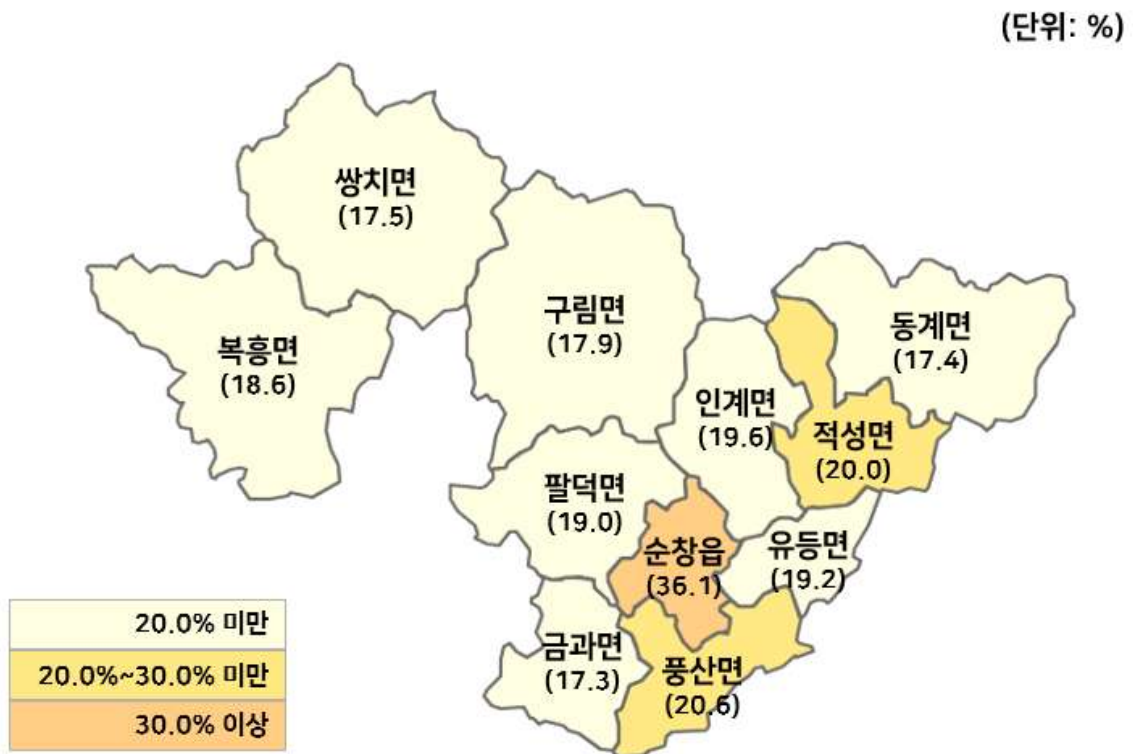 (단위: %)
쌍치면
(17.5)
구림면
(17.9)
동계면
(17.4)
복흥면
(18.6)
인계면
(19.6)
적성면
(20.0)
팔덕면
(19.0)
순창읍
(36.1)
유등면
(19.2)
금과면
(17.3)
풍산면
(20.6)
20.0% 미만
20.0%~30.0% 미만
30.0% 이상